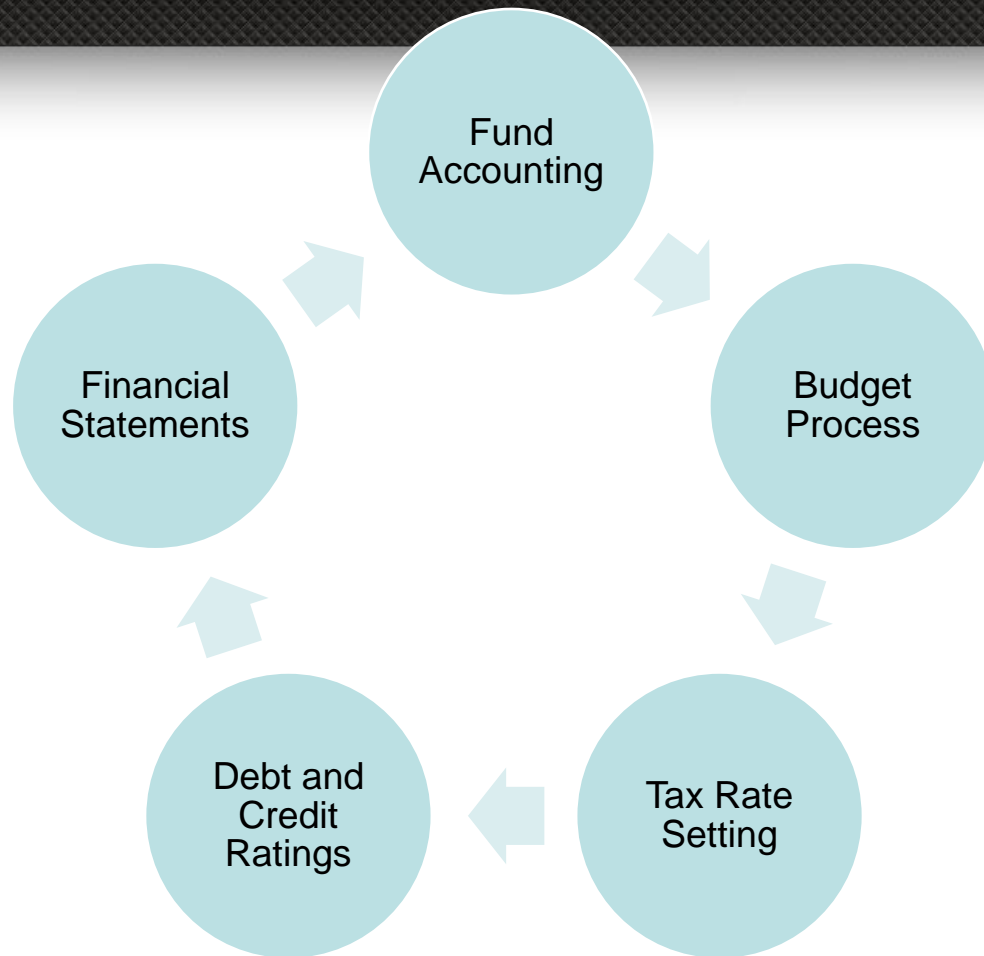 Fund
Accounting
Budget
Process
Tax Rate
Setting
Debt and
Credit
Ratings
Financial
Statements